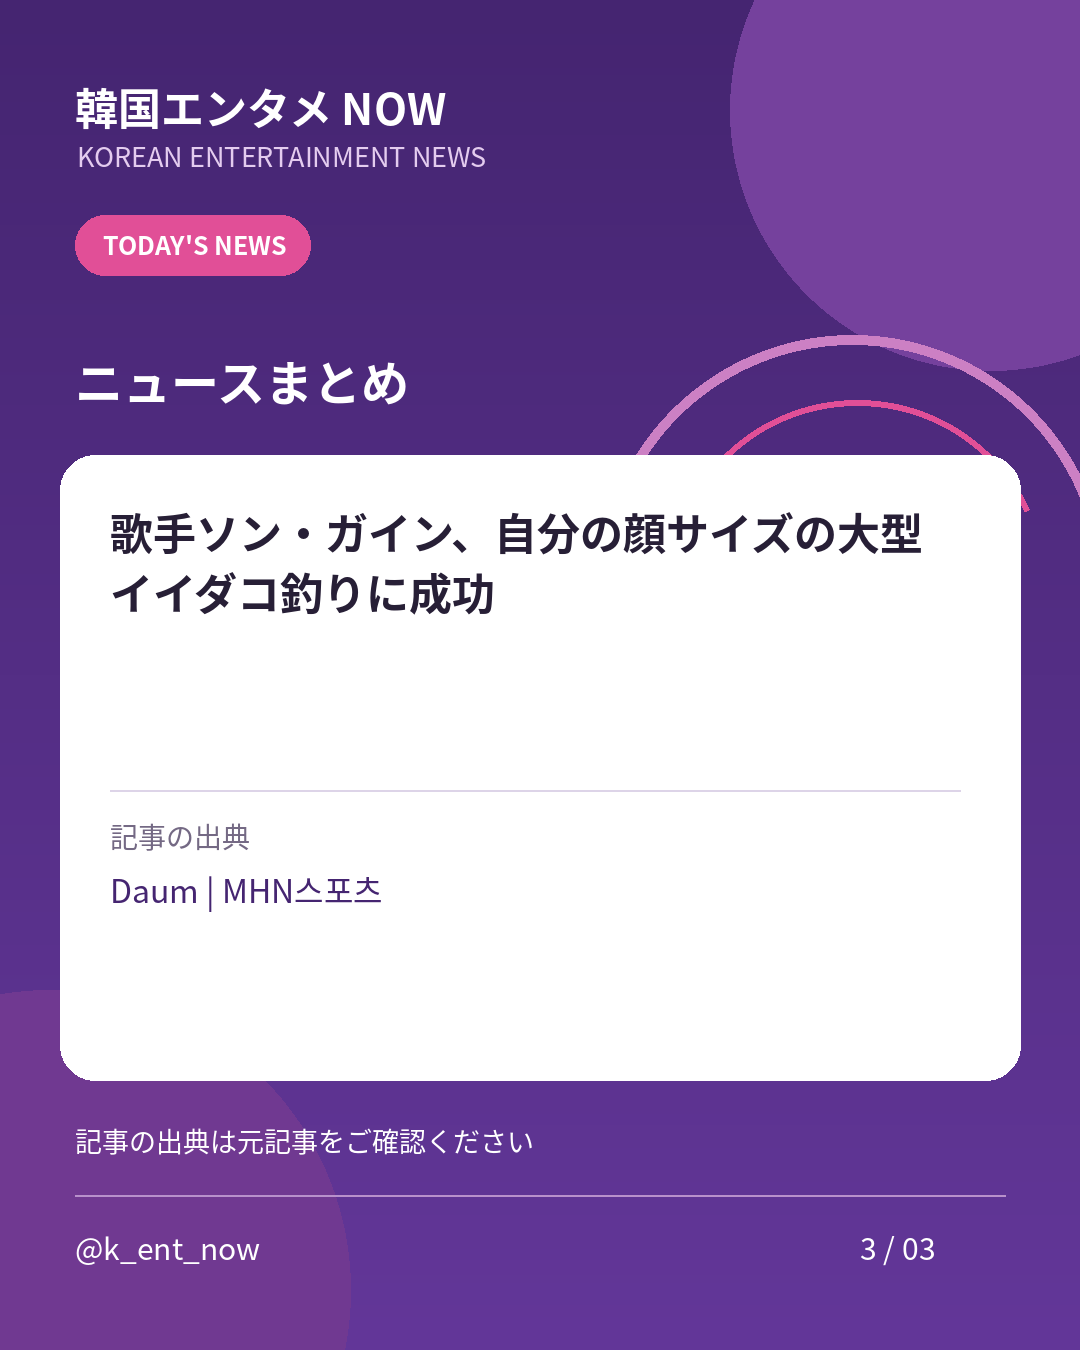 韓国エンタメ NOW
KOREAN ENTERTAINMENT NEWS
TODAY'S NEWS
ニュースまとめ
歌手ソン・ガイン、自分の顔サイズの大型
イイダコ釣りに成功
記事の出典
Daum | MHN스포츠
記事の出典は元記事をご確認ください
@k_ent_now
3 / 03